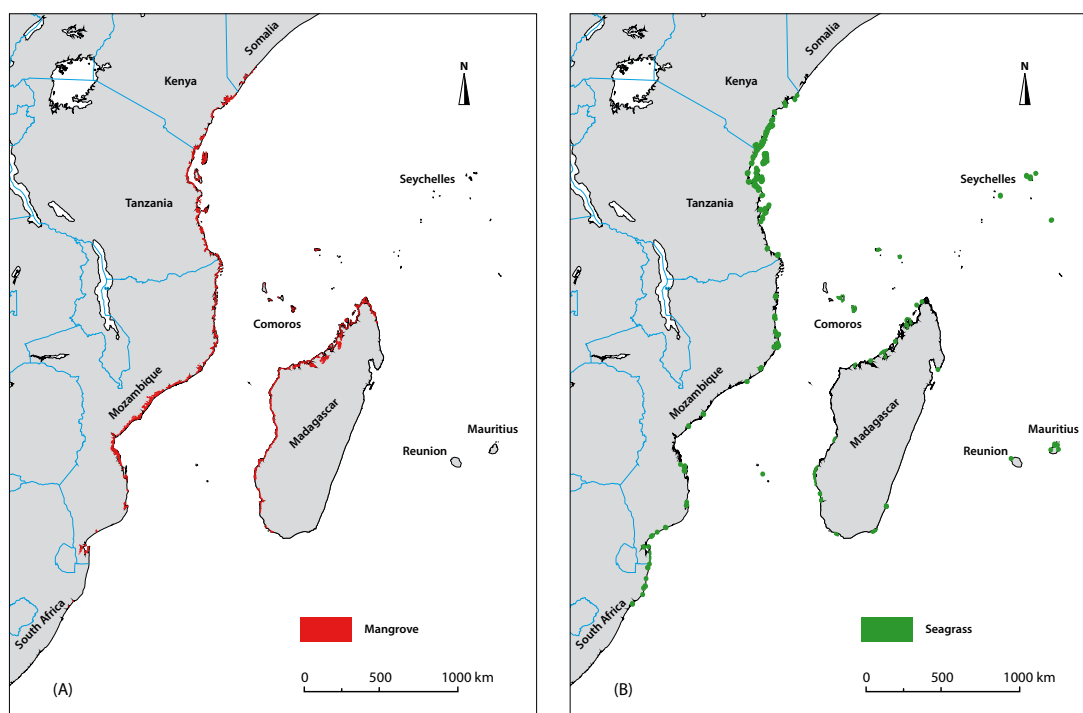 Somalia
N
Kenya
Seychelles
Tanzania
Comoros
Mozambique
Madagascar
Mauritius
Reunion
South Africa
Mangrove
0 500 1000 km
(A)
Somalia
N
Kenya
Seychelles
Tanzania
Comoros
Mozambique
Madagascar
Mauritius
Reunion
South Africa
Seagrass
0 500 1000 km
(B)